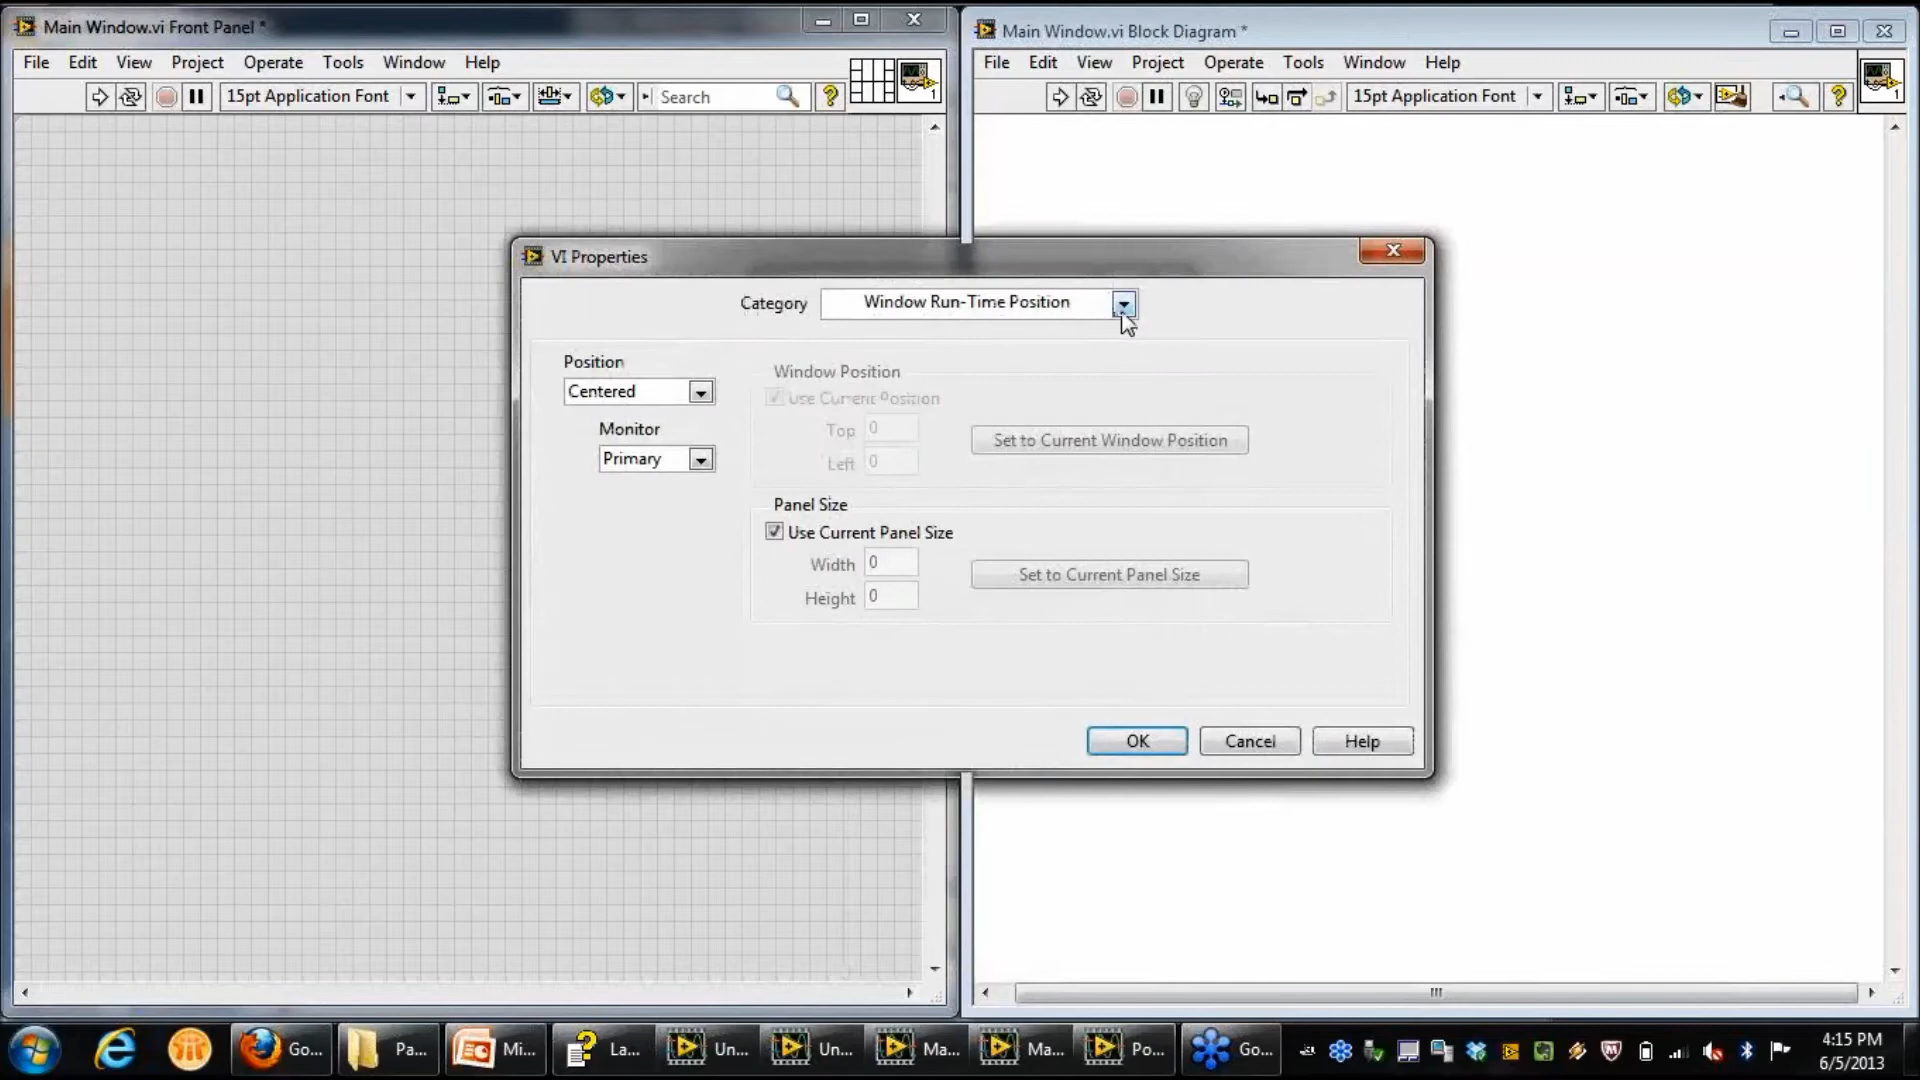 Main Window.vi Front Panel *
File Edit View Project Operate Tools Window Help
15pt Application Font
Search
1
Main Window.vi Block Diagram *
File Edit View Project Operate Tools Window Help
15pt Application Font
1
VI Properties
Category Window Run-Time Position
Position
Centered
Monitor
Primary
Window Position
Use Current Position
Top 0
Left 0
Set to Current Window Position
Panel Size
Use Current Panel Size
Width 0
Height 0
Set to Current Panel Size
OK Cancel Help
Go... Pa... Mi... La... Un... Un... Ma... Ma... Po... Go...
4:15 PM
6/5/2013